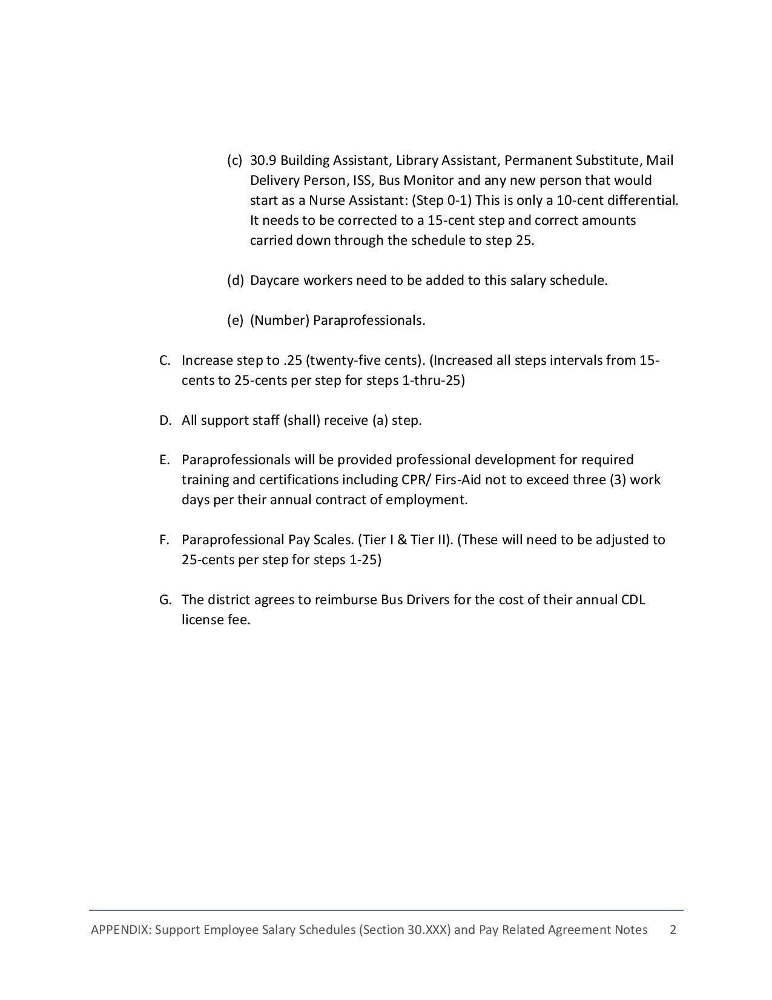 (c) 30.9 Building Assistant, Library Assistant, Permanent Substitute, Mail
Delivery Person, ISS, Bus Monitor and any new person that would
start as a Nurse Assistant: (Step 0-1) This is only a 10-cent differential.
It needs to be corrected to a 15-cent step and correct amounts
carried down through the schedule to step 25.
(d) Daycare workers need to be added to this salary schedule.
(e) (Number) Paraprofessionals.
C. Increase step to .25 (twenty-five cents). (Increased all steps intervals from 15-
cents to 25-cents per step for steps 1-thru-25)
D. All support staff (shall) receive (a) step.
E. Paraprofessionals will be provided professional development for required
training and certifications including CPR/ Firs-Aid not to exceed three (3) work
days per their annual contract of employment.
F. Paraprofessional Pay Scales. (Tier I & Tier II). (These will need to be adjusted to
25-cents per step for steps 1-25)
G. The district agrees to reimburse Bus Drivers for the cost of their annual CDL
license fee.
APPENDIX: Support Employee Salary Schedules (Section 30.XXX) and Pay Related Agreement Notes 2